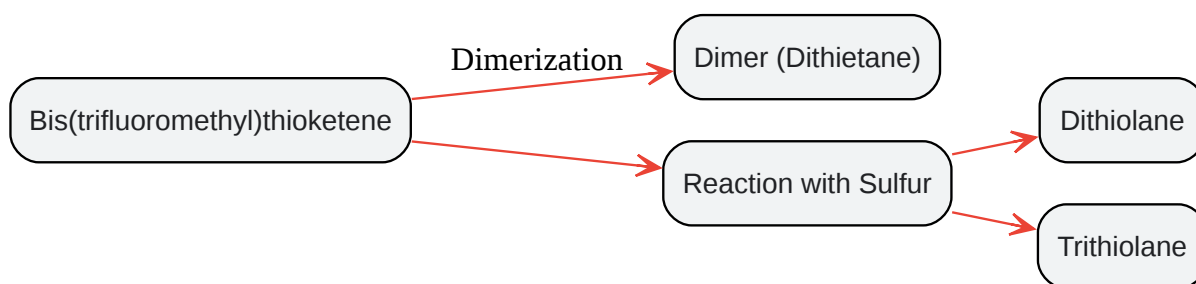 Dimerization
Dimer (Dithietane)
Bis(trifluoromethyl)thioketene
Reaction with Sulfur
Dithiolane
Trithiolane